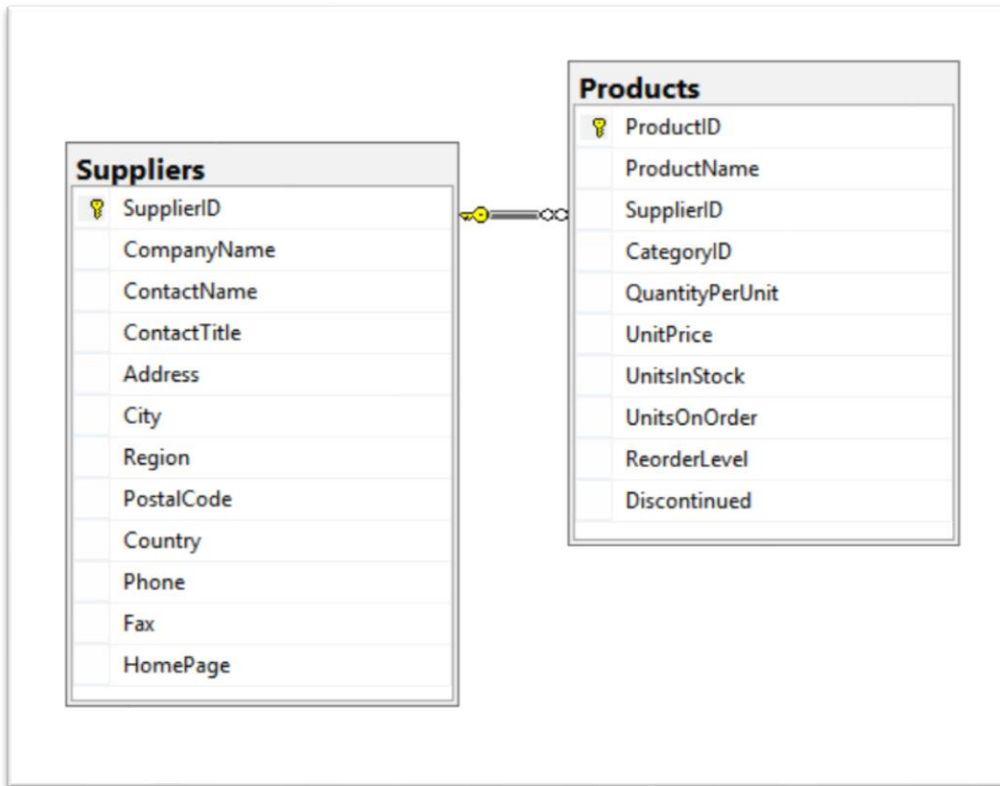 Suppliers
SupplierID
CompanyName
ContactName
ContactTitle
Address
City
Region
PostalCode
Country
Phone
Fax
HomePage
Products
ProductID
ProductName
SupplierID
CategoryID
QuantityPerUnit
UnitPrice
UnitsInStock
UnitsOnOrder
ReorderLevel
Discontinued